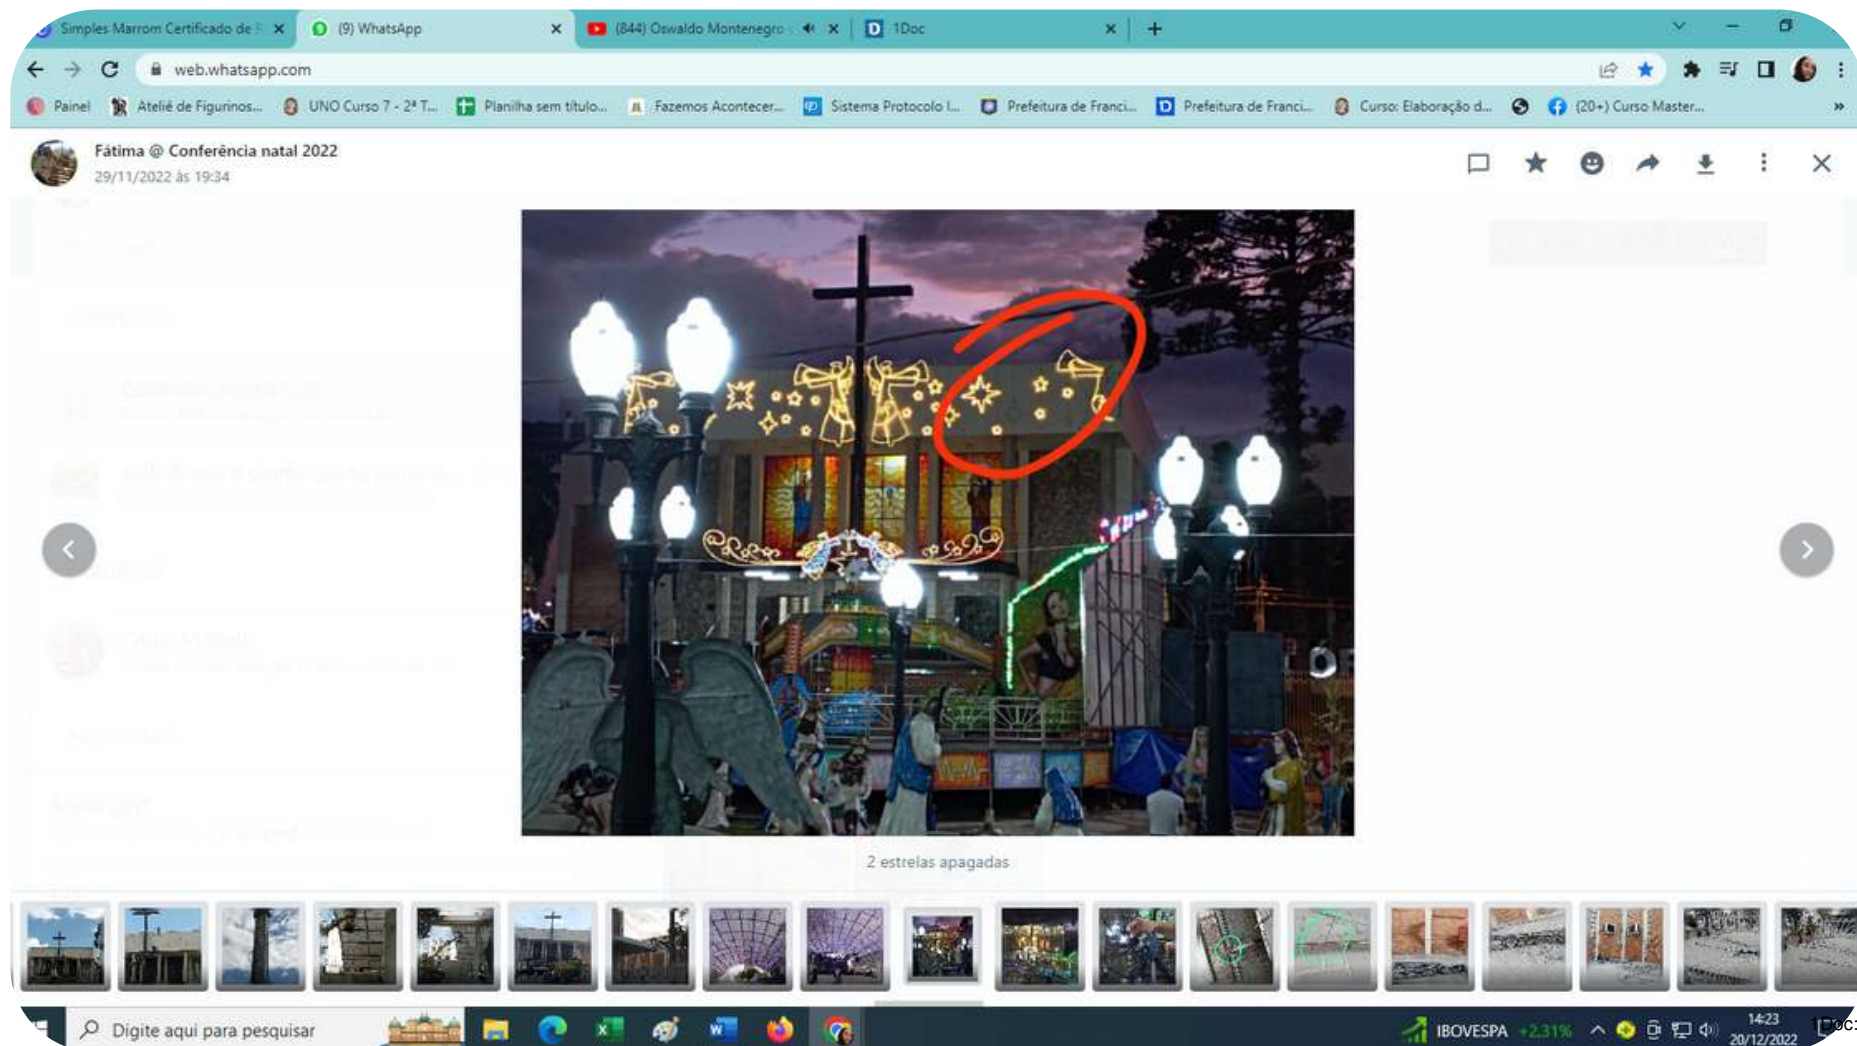 Simples Marrom Certificado de
(9) WhatsApp
(844) Oswaldo Montenegro
1Doc
web.whatsapp.com
Painel
Ateliê de Figurinos...
UNO Curso 7 - 2ª T...
Planilha sem título...
Fazemos Acontecer...
Sistema Protocolo I...
Prefeitura de Franci...
Prefeitura de Franci...
Curso: Elaboração d...
(20+) Curso Master...
Fátima @ Conferência natal 2022
29/11/2022 às 19:34
2 estrelas apagadas
Digite aqui para pesquisar
IBOVESPA +2.31%
14:23
20/12/2022
1Doc: